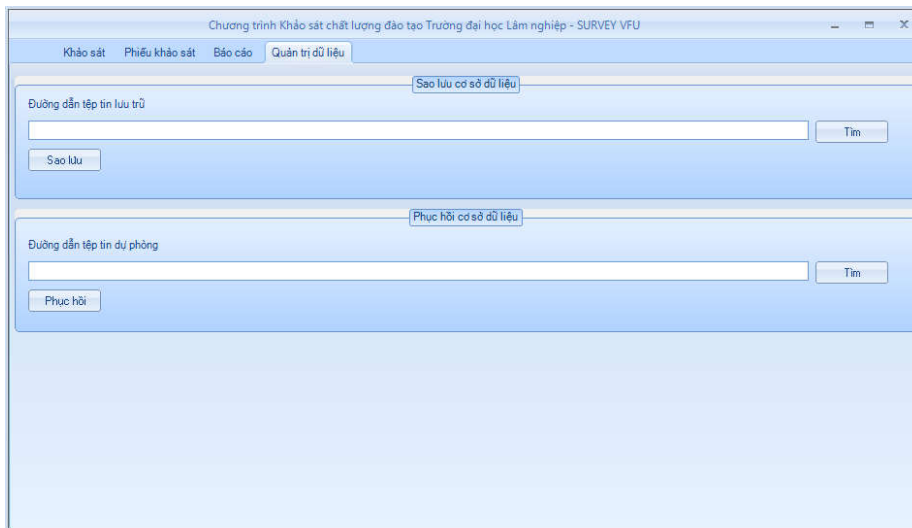 Chương trình Khảo sát chất lượng đào tạo Trường đại học Lâm nghiệp - SURVEY VFU
Khảo sát Phiếu khảo sát Báo cáo Quản trị dữ liệu
Sao lưu cơ sở dữ liệu
Đường dẫn tệp tin lưu trữ
Tìm
Sao lưu
Phục hồi cơ sở dữ liệu
Đường dẫn tệp tin dự phòng
Tìm
Phục hồi